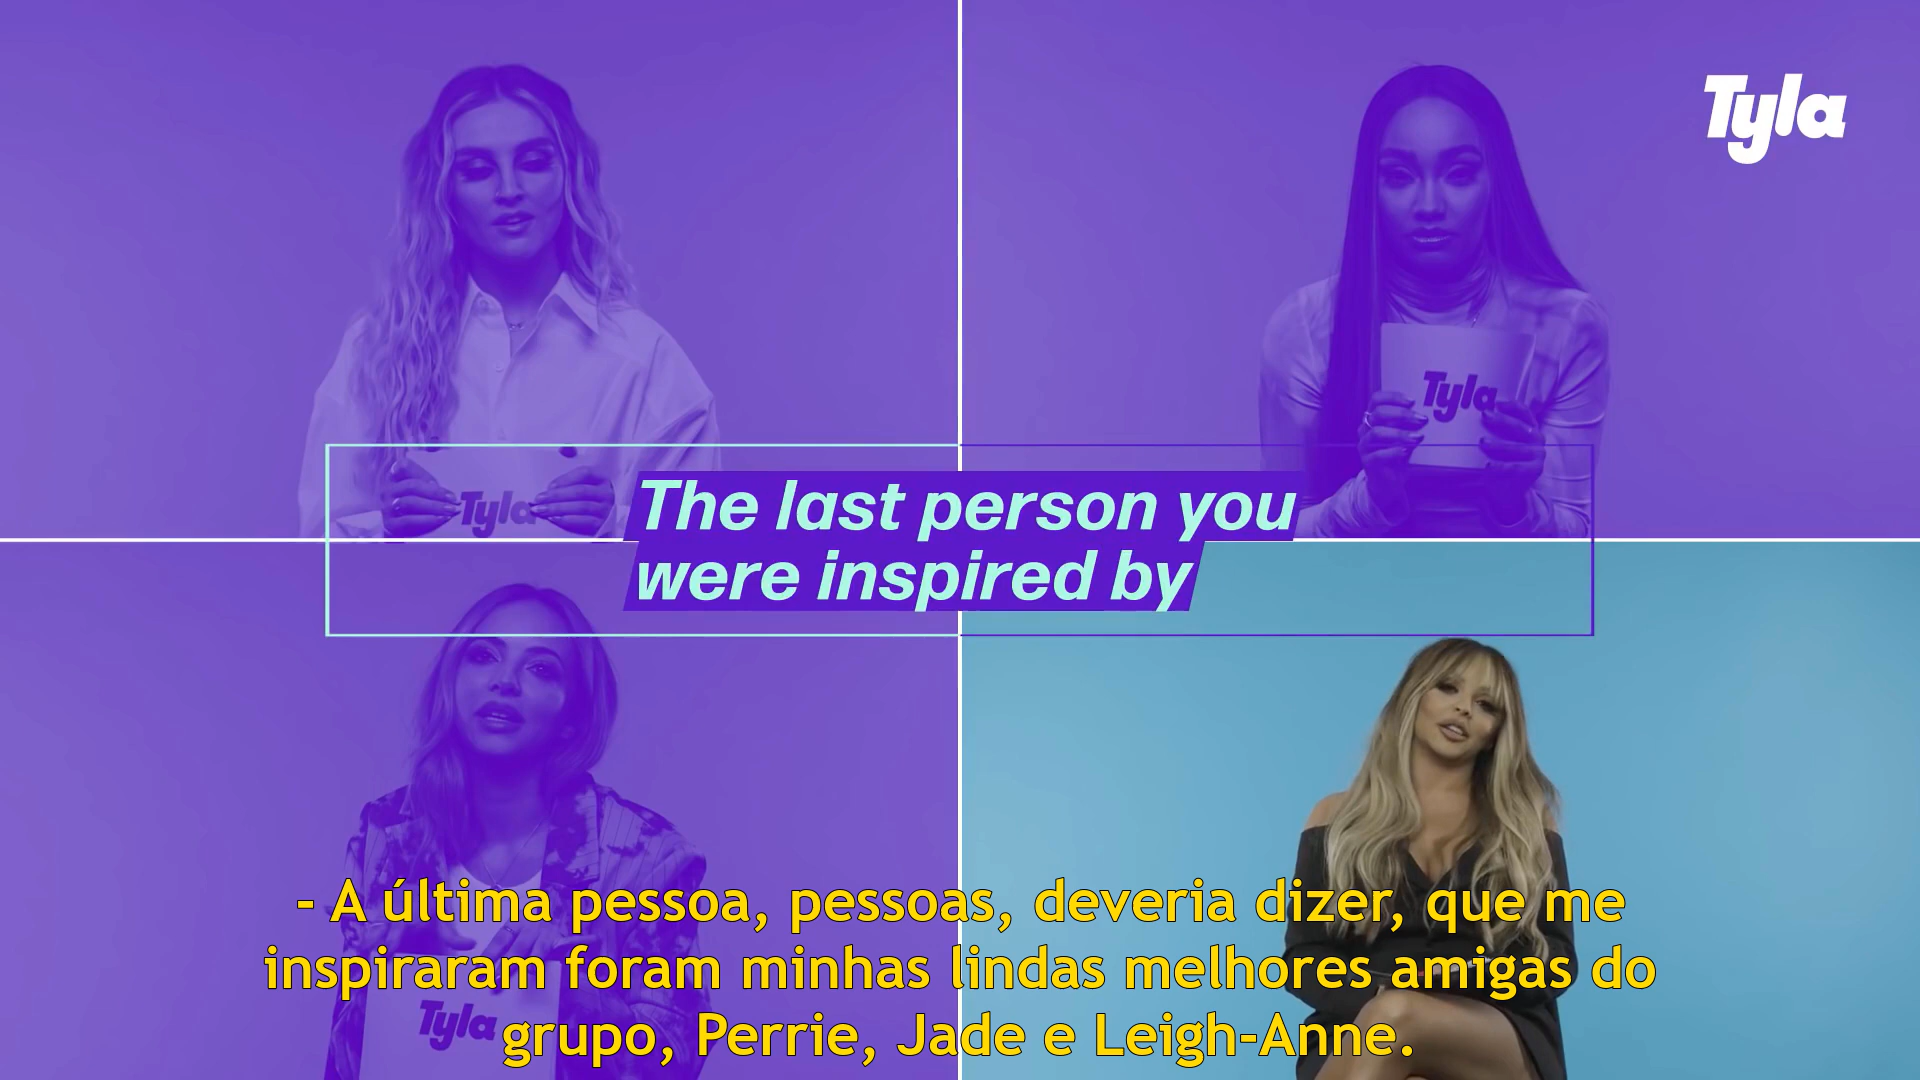 Tyla
Tyla
Tyla
The last person you
were inspired by
- A última pessoa, pessoas, deveria dizer, que me
inspiraram foram minhas lindas melhores amigas do
grupo, Perrie, Jade e Leigh-Anne.
Tyla